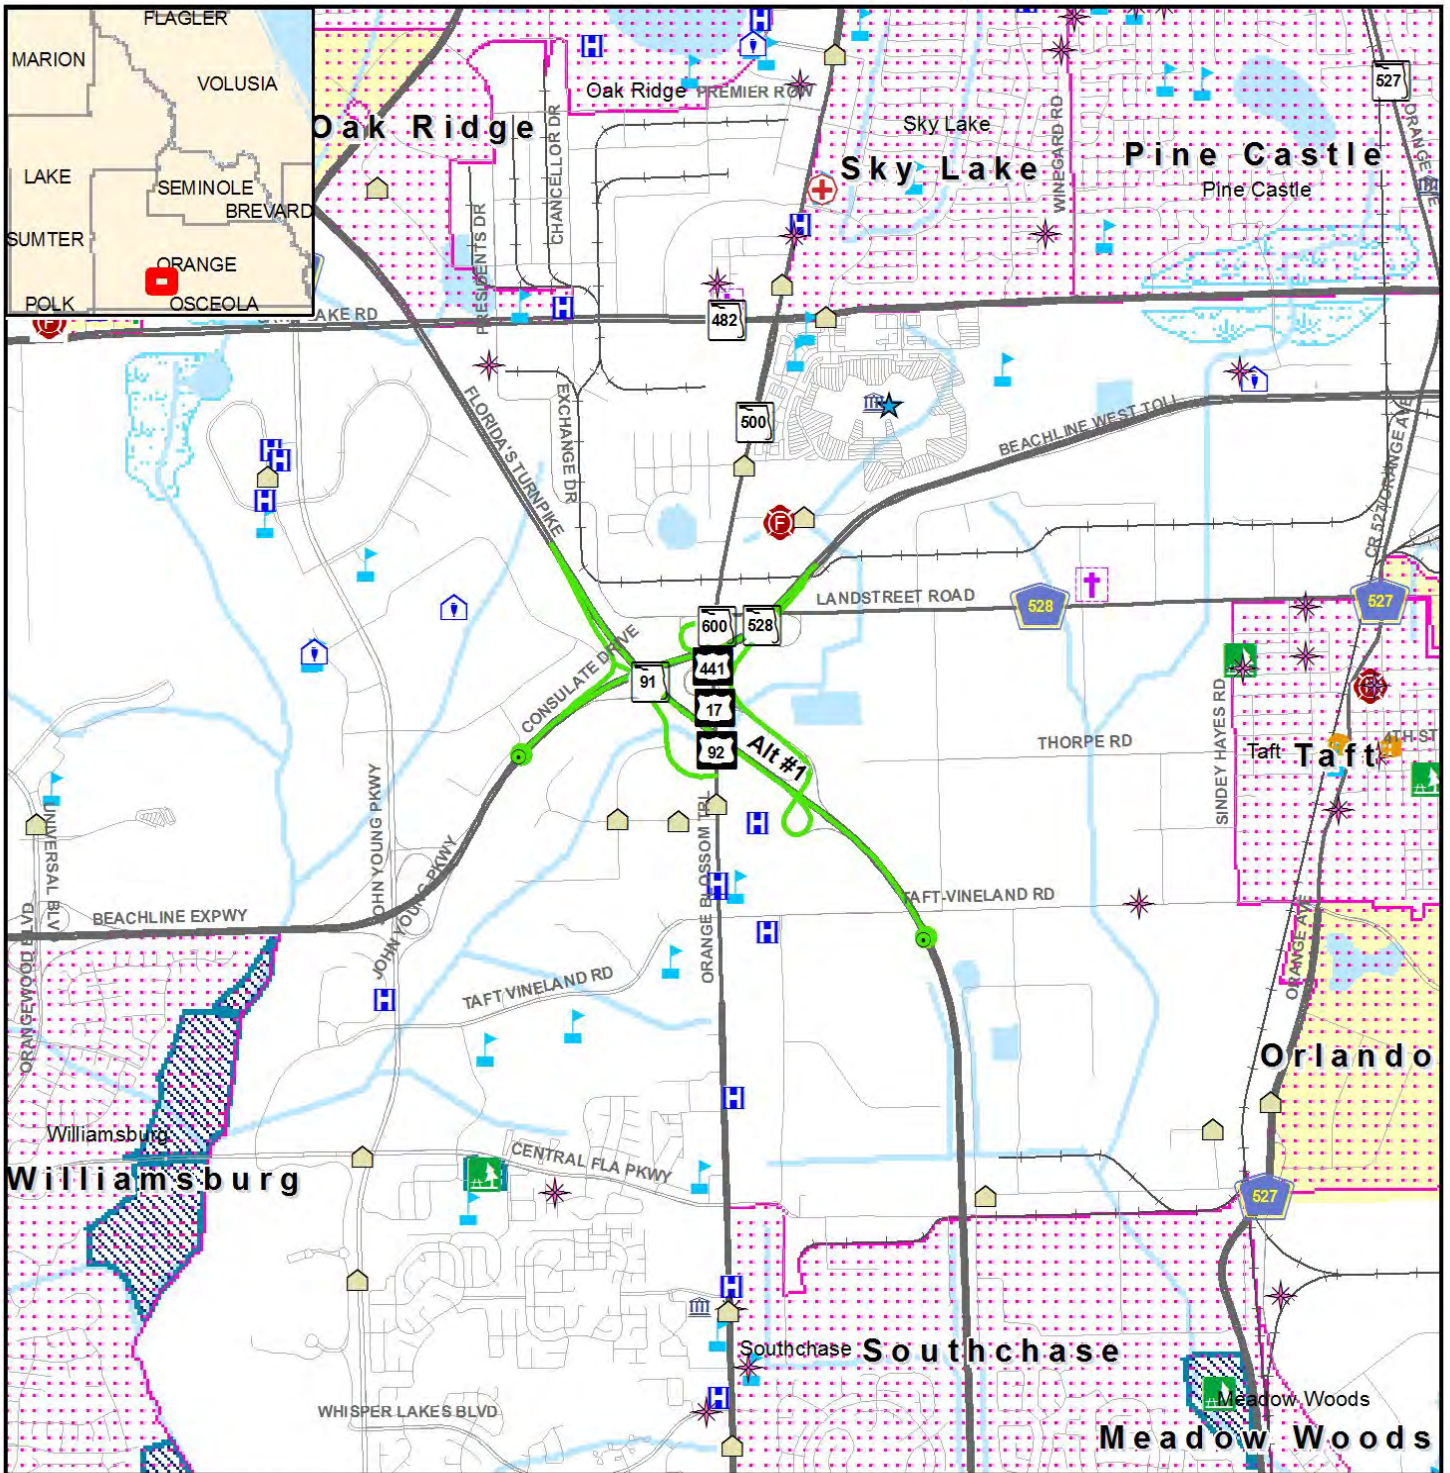 FLAGLER
MARION
VOLUSIA
LAKE
SEMINOLE
BREVARD
SUMTER
ORANGE
POLK
OSCEOLA
527
ORANGE
Oak Ridge
PREMIER ROW
Oak Ridge
CHANCELLOR DR
Sky Lake
Sky Lake
WINEGARD RD
Pine Castle
Pine Castle
PRESIDENTS DR
LAKE RD
482
FLORIDA'S TURNPIKE
EXCHANGE DR
500
BEACHLINE WEST TOLL
CR 527/ORANGE AVE
F
LANDSTREET ROAD
528
527
600
528
441
91
17
92
CONSULATE DRIVE
Alt #1
THORPE RD
SINDEY HAYES RD
Taft
Taft
4TH ST
JOHN YOUNG PKWY
UNIVERSAL BLV
ORANGE BLOSSOM TRL
JOHN YOUNG PKWY
TAFT-VINELAND RD
BEACHLINE EXPWY
ORANGEWOOD BLVD
ORANGE AVE
TAFT VINELAND RD
Orlando
Williamsburg
Williamsburg
CENTRAL FLA PKWY
527
Southchase
Southchase
Meadow Woods
Meadow Woods
WHISPER LAKES BLVD